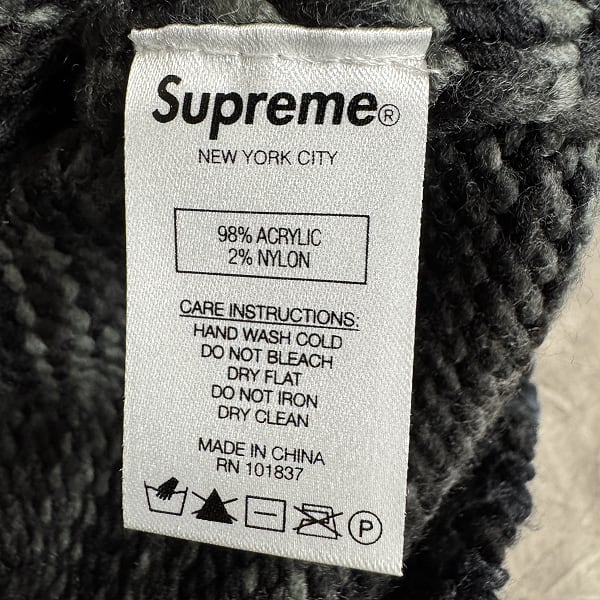 Supreme®
NEW YORK CITY
98% ACRYLIC
2% NYLON
CARE INSTRUCTIONS:
HAND WASH COLD
DO NOT BLEACH
DRY FLAT
DO NOT IRON
DRY CLEAN
MADE IN CHINA
RN 101837
P